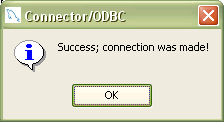 Connector/ODBC
Success; connection was made!
OK